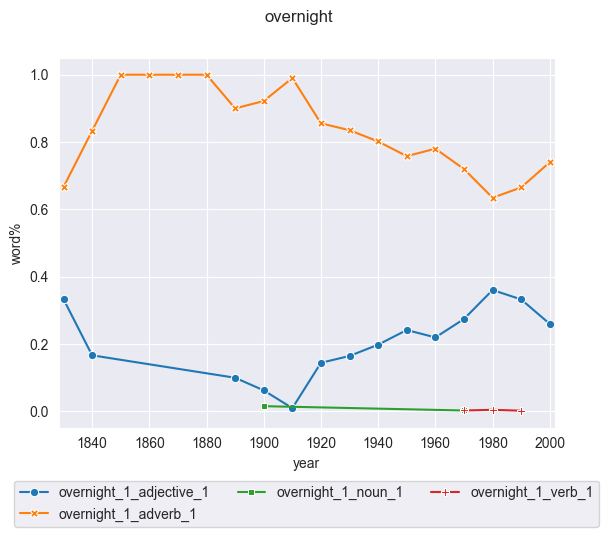 overnight
1.0
0.8
0.6
0.4
0.2
0.0
word%
1840 1860 1880 1900 1920 1940 1960 1980 2000
year
overnight_1_adjective_1 overnight_1_noun_1 overnight_1_verb_1
overnight_1_adverb_1